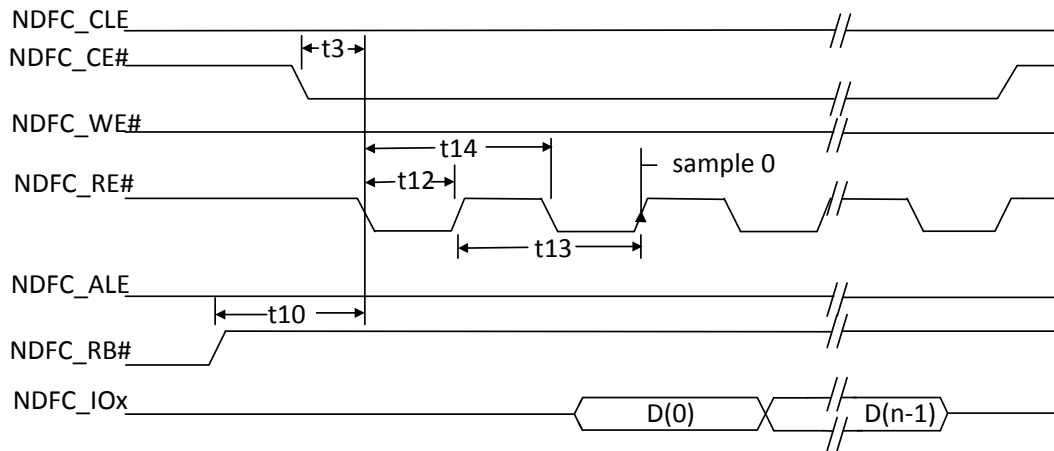 NDFC_CLE
t3
NDFC_CE#
NDFC_WE#
t14
sample 0
t12
NDFC_RE#
t13
NDFC_ALE
t10
NDFC_RB#
NDFC_IOx
D(0)
D(n-1)